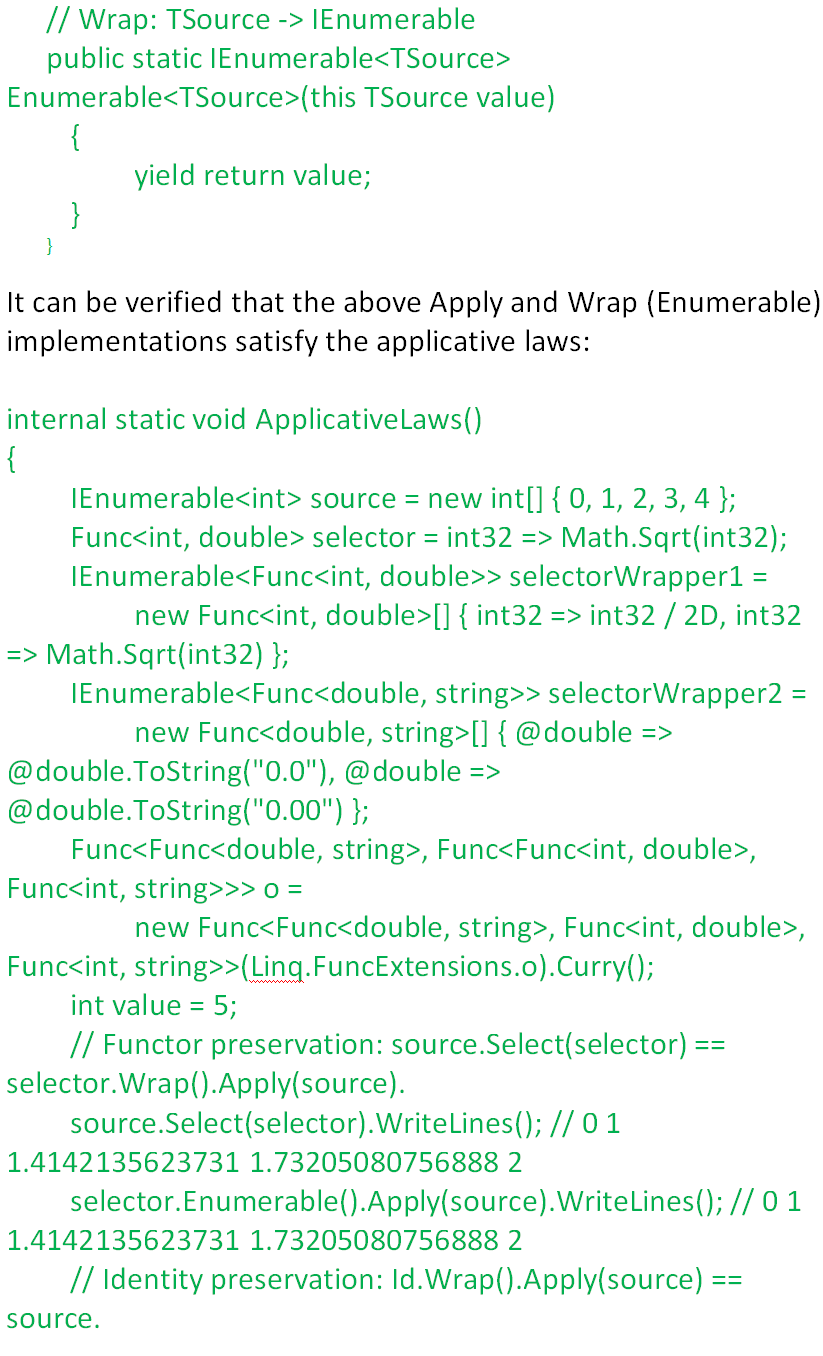 // Wrap: TSource -> IEnumerable
public static IEnumerable<TSource>
Enumerable<TSource>(this TSource value)
{
yield return value;
}
}
It can be verified that the above Apply and Wrap (Enumerable)
implementations satisfy the applicative laws:
internal static void ApplicativeLaws()
{
IEnumerable<int> source = new int[] { 0, 1, 2, 3, 4 };
Func<int, double> selector = int32 => Math.Sqrt(int32);
IEnumerable<Func<int, double>> selectorWrapper1 =
new Func<int, double>[] { int32 => int32 / 2D, int32
=> Math.Sqrt(int32) };
IEnumerable<Func<double, string>> selectorWrapper2 =
new Func<double, string>[] { @double =>
@double.ToString("0.0"), @double =>
@double.ToString("0.00") };
Func<Func<double, string>, Func<Func<int, double>,
Func<int, string>>> o =
new Func<Func<double, string>, Func<int, double>,
Func<int, string>>(Linq.FuncExtensions.o).Curry();
int value = 5;
// Functor preservation: source.Select(selector) ==
selector.Wrap().Apply(source).
source.Select(selector).WriteLines(); // 0 1
1.4142135623731 1.73205080756888 2
selector.Enumerable().Apply(source).WriteLines(); // 0 1
1.4142135623731 1.73205080756888 2
// Identity preservation: Id.Wrap().Apply(source) ==
source.